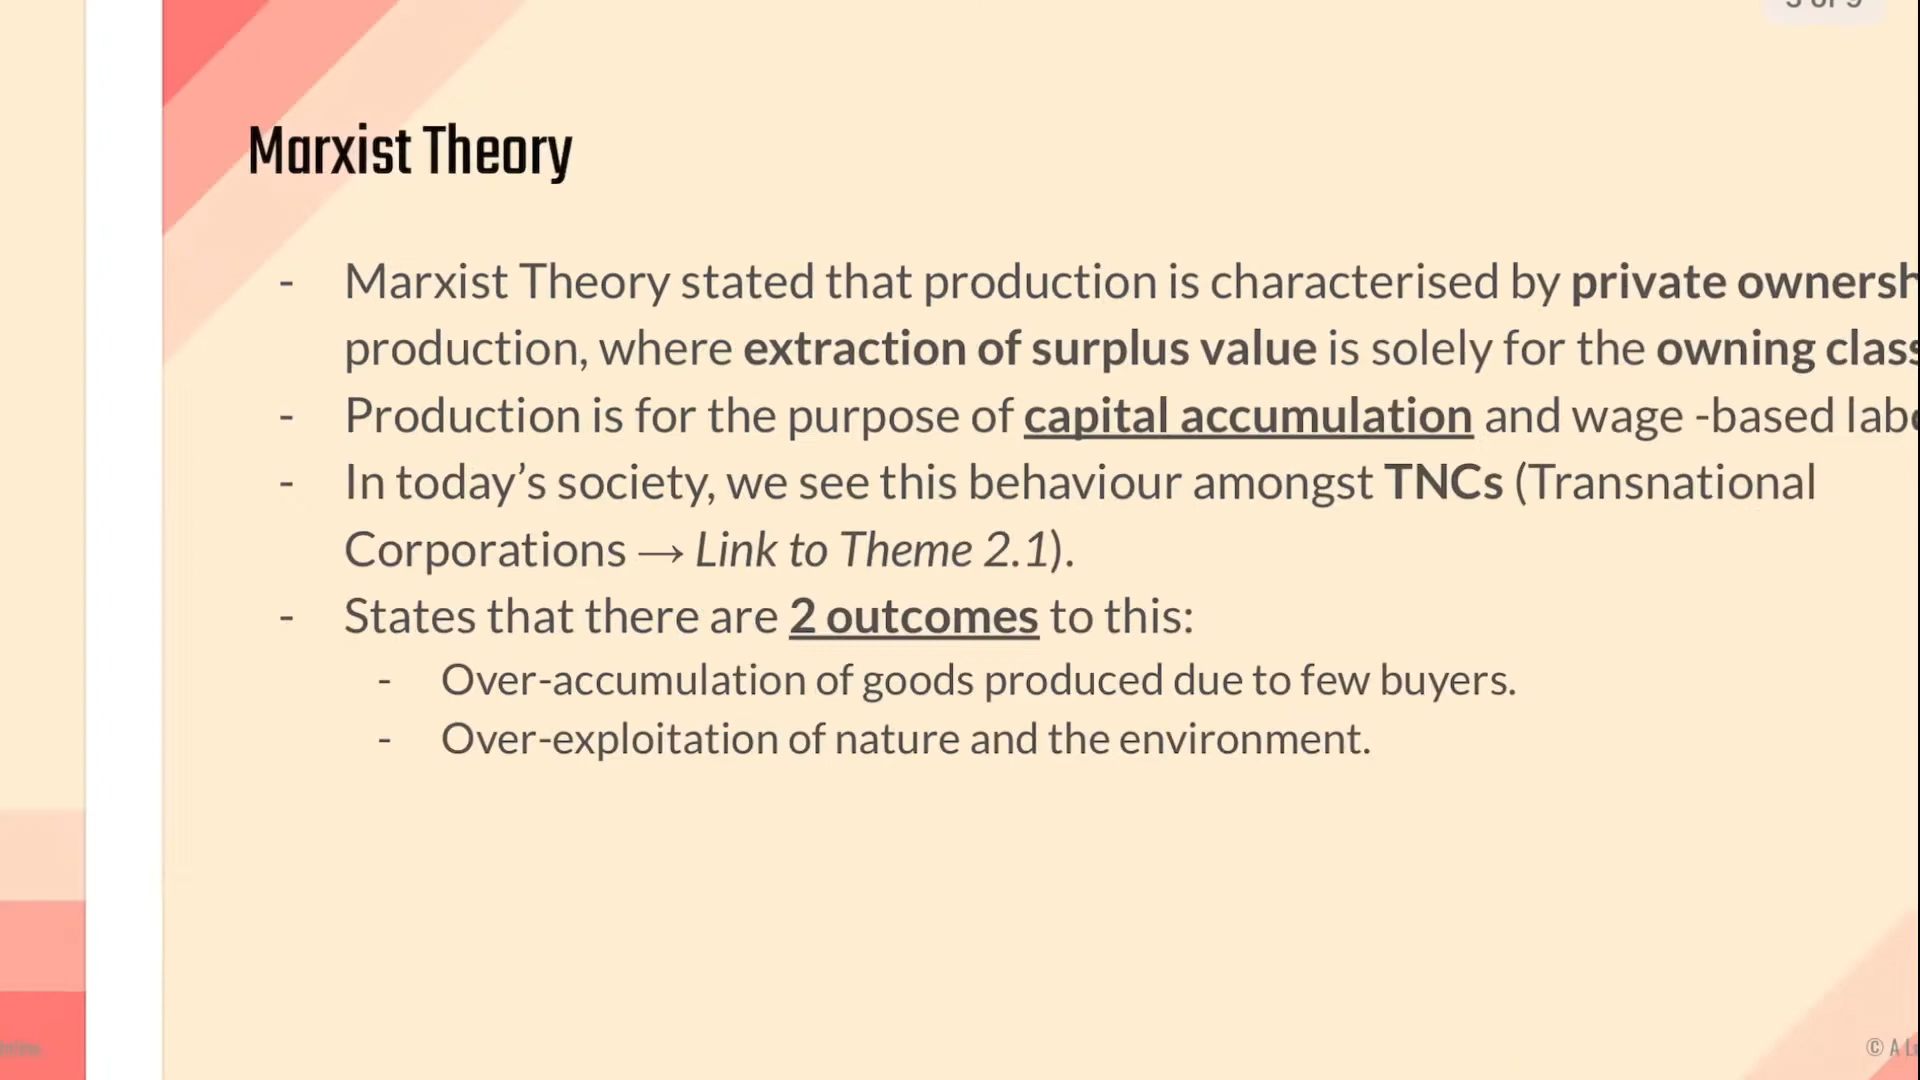 Marxist Theory
- Marxist Theory stated that production is characterised by private
production, where extraction of surplus value is solely for the owning class
- Production is for the purpose of capital accumulation and wage -based
- In today’s society, we see this behaviour amongst TNCs (Transnational
Corporations → Link to Theme 2.1).
- States that there are 2 outcomes to this:
- Over-accumulation of goods produced due to few buyers.
- Over-exploitation of nature and the environment.
© A